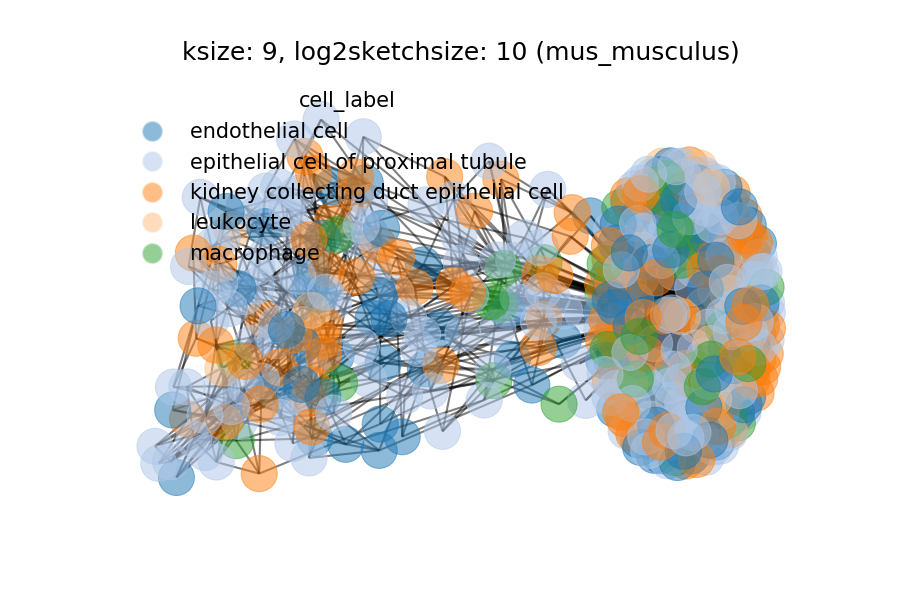 ksize: 9, log2sketchsize: 10 (mus_musculus)
cell_label
endothelial cell
epithelial cell of proximal tubule
kidney collecting duct epithelial cell
leukocyte
macrophage